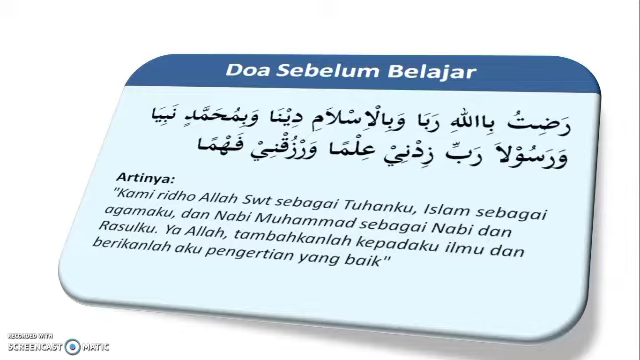 Doa Sebelum Belajar
رَضِتُ بِااللهِ رَبَا وَبِالْاِسْلَامِ دِيْنَا وَبِمُحَمَّدٍ نَبِيَا
وَرَسُوْلاَ رَبِّ زِدْنِيْ عِلْمًا وَرْزُقْنِيْ فَهْمًا
Artinya:
"Kami ridho Allah Swt sebagai Tuhanku, Islam sebagai
agamaku, dan Nabi Muhammad sebagai Nabi dan
Rasulku. Ya Allah, tambahkanlah kepadaku ilmu dan
berikanlah aku pengertian yang baik"
RECORDED WITH
SCREENCAST MATIC